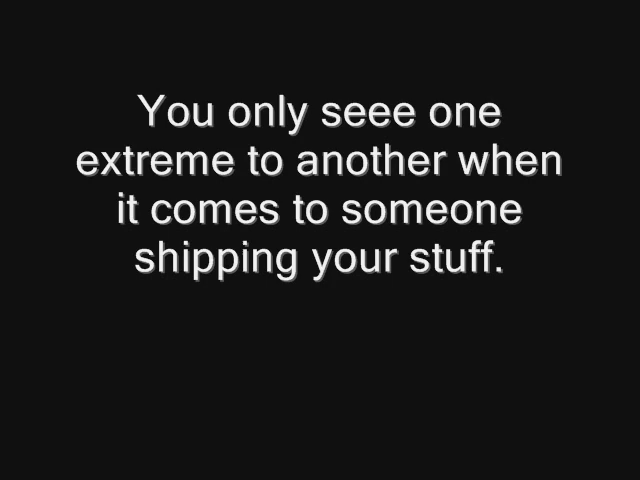 You only seee one
extreme to another when
it comes to someone
shipping your stuff.